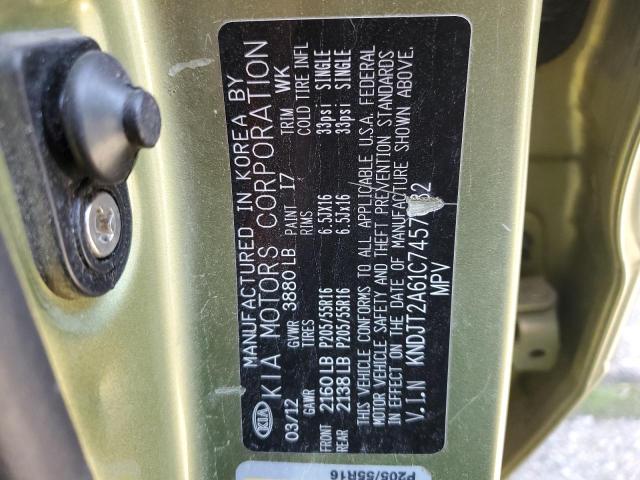 MANUFACTURED IN KOREA BY
KIA KIA MOTORS CORPORATION
03/12 GVWR 3880 LB PAINT I7 TRIM WK
GAWR TIRES RIMS COLD TIRE INFL
FRONT 2160 LB P205/55R16 6.5JX16 33psi SINGLE
REAR 2138 LB P205/55R16 6.5Jx16 33psi SINGLE
THIS VEHICLE CONFORMS TO ALL APPLICABLE U.S.A. FEDERAL
MOTOR VEHICLE SAFETY AND THEFT PREVENTION STANDARDS
IN EFFECT ON THE DATE OF MANUFACTURE SHOWN ABOVE.
V.I.N
MPV
P205/55R16